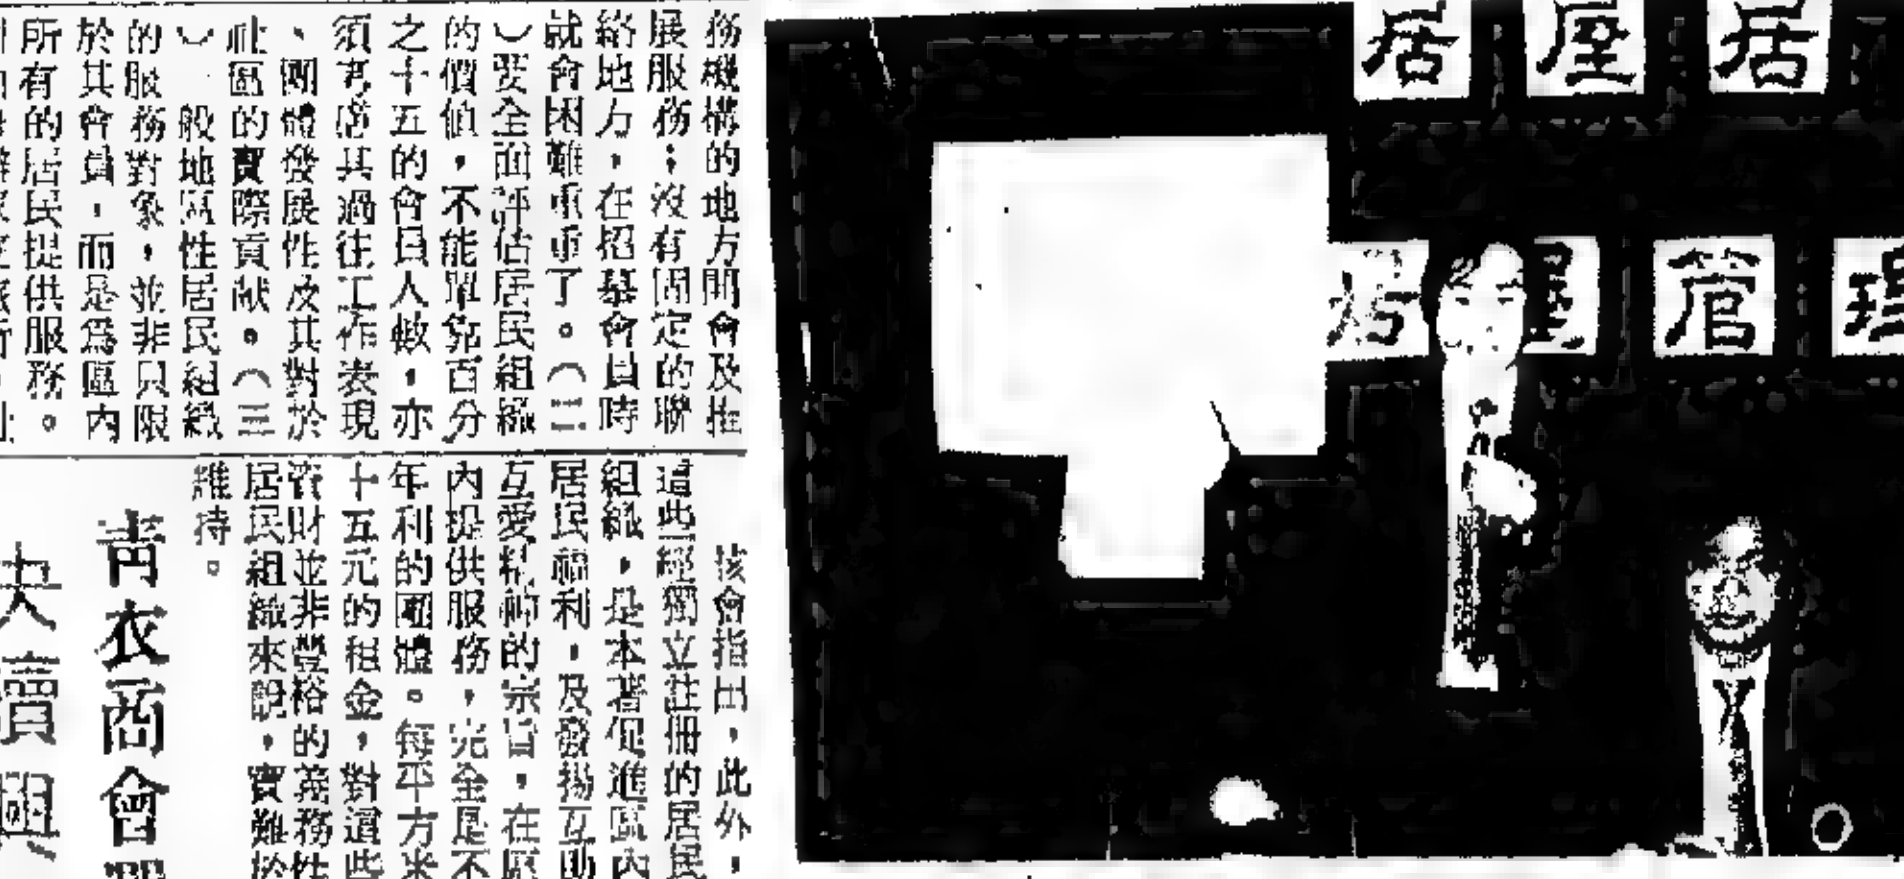 務機構的地方開會及推
展服務；沒有固定的聯
絡地方，在招募會員時
就會困難重重了。（二
）要全面評估居民組織
的價值，不能單靠百分
之十五的會員人數，亦
須考慮其過往工作表現
、團體發展性及其對於
社區的實際貢献。（三
）一般地區性居民組織
的服務對象，並非只限
於其會員，而是爲區內
所有的居民提供服務。
該會指出，此外，
這些經獨立註冊的居民
組織，是本著促進區內
居民福利，及發揚互助
互愛精神的宗旨，在區
內提供服務，完全是不
年利的團體。每平方米
十五元的租金，對這些
資財並非豐裕的為務性
居民組織來說，實難於
維持。
青衣商會
居屋居
屋管理